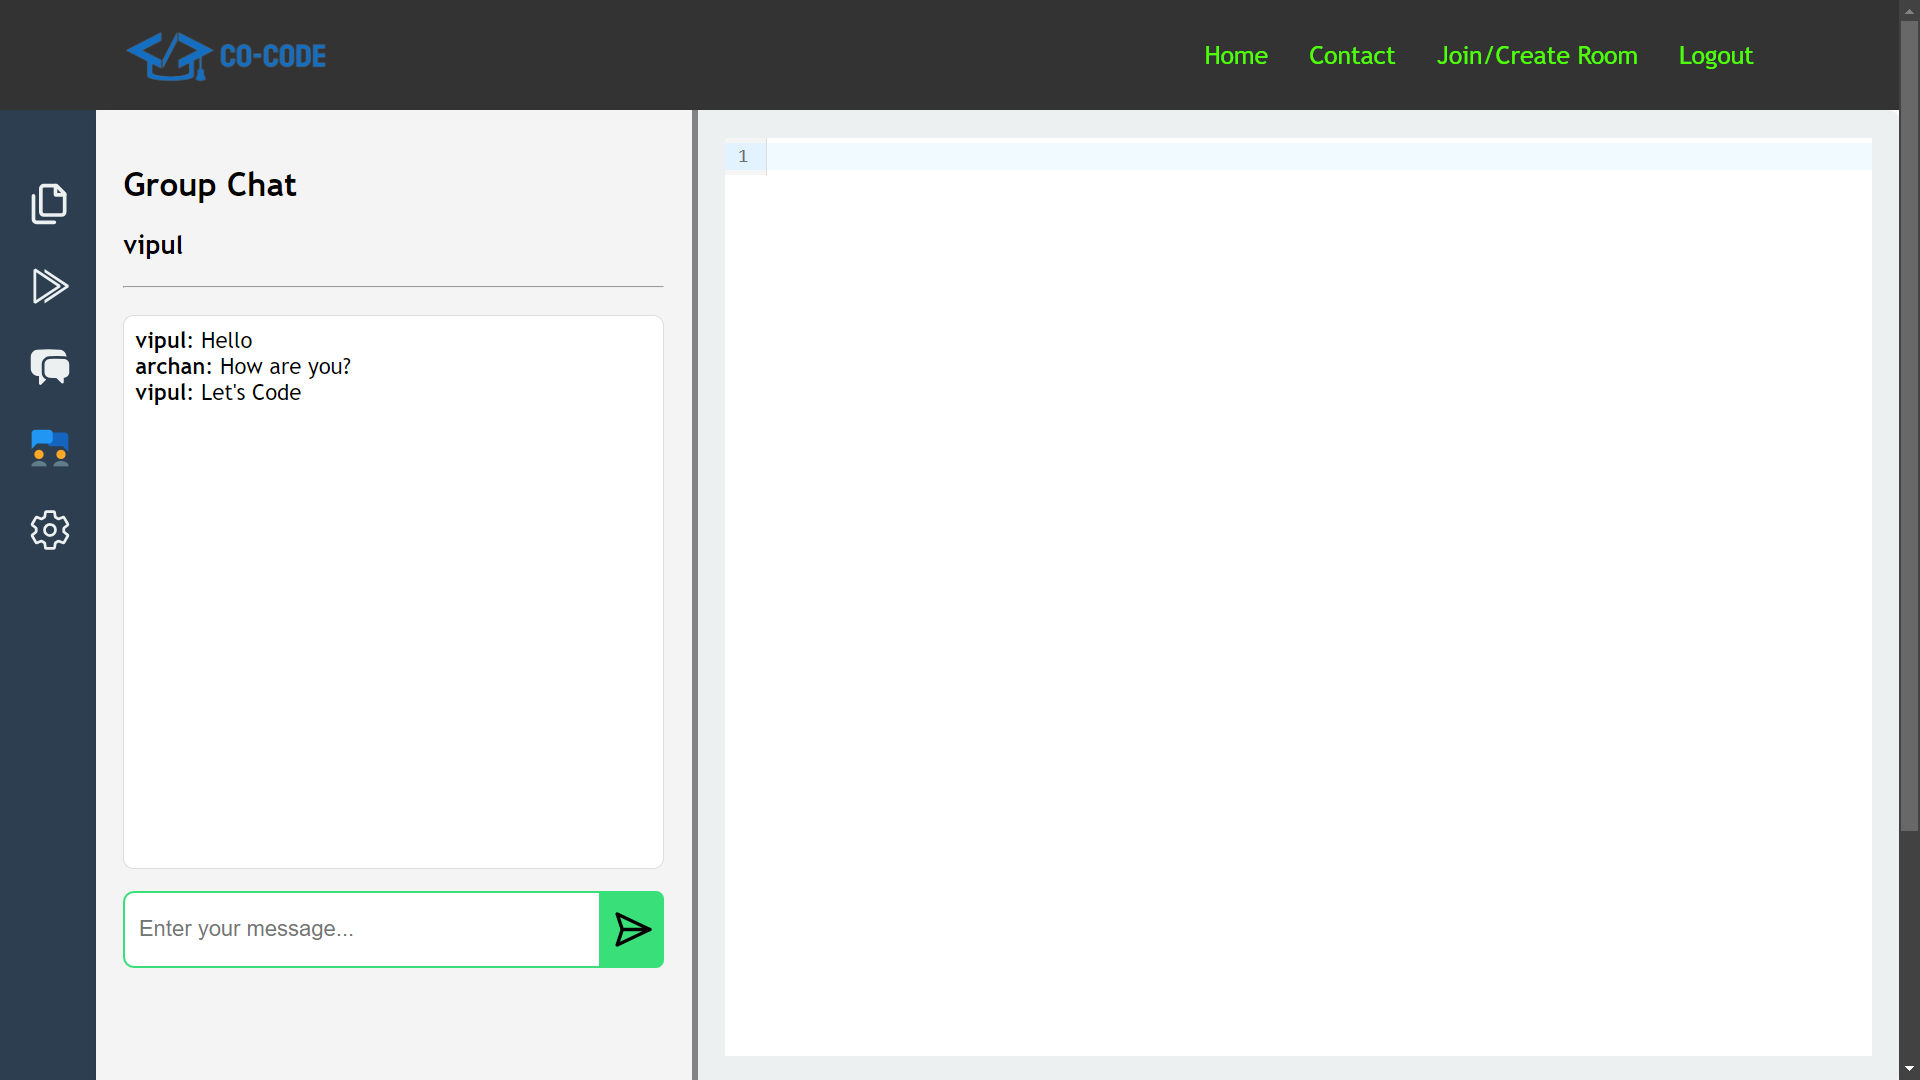 CO-CODE
Home Contact Join/Create Room Logout
Group Chat
vipul
vipul: Hello
archan: How are you?
vipul: Let's Code
Enter your message...
1